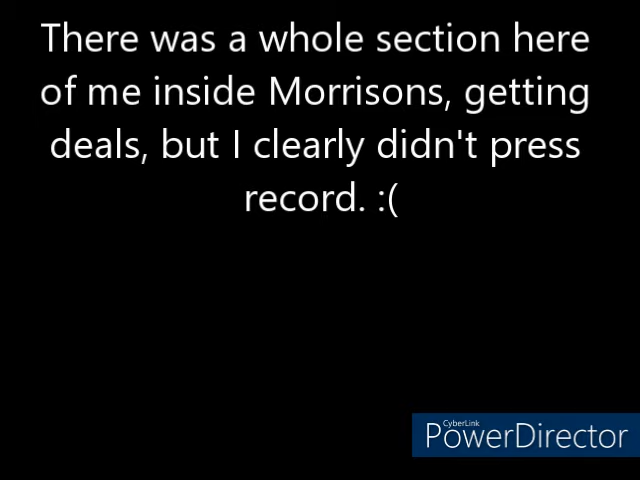 There was a whole section here
of me inside Morrisons, getting
deals, but I clearly didn't press
record. :(
CyberLink
PowerDirector